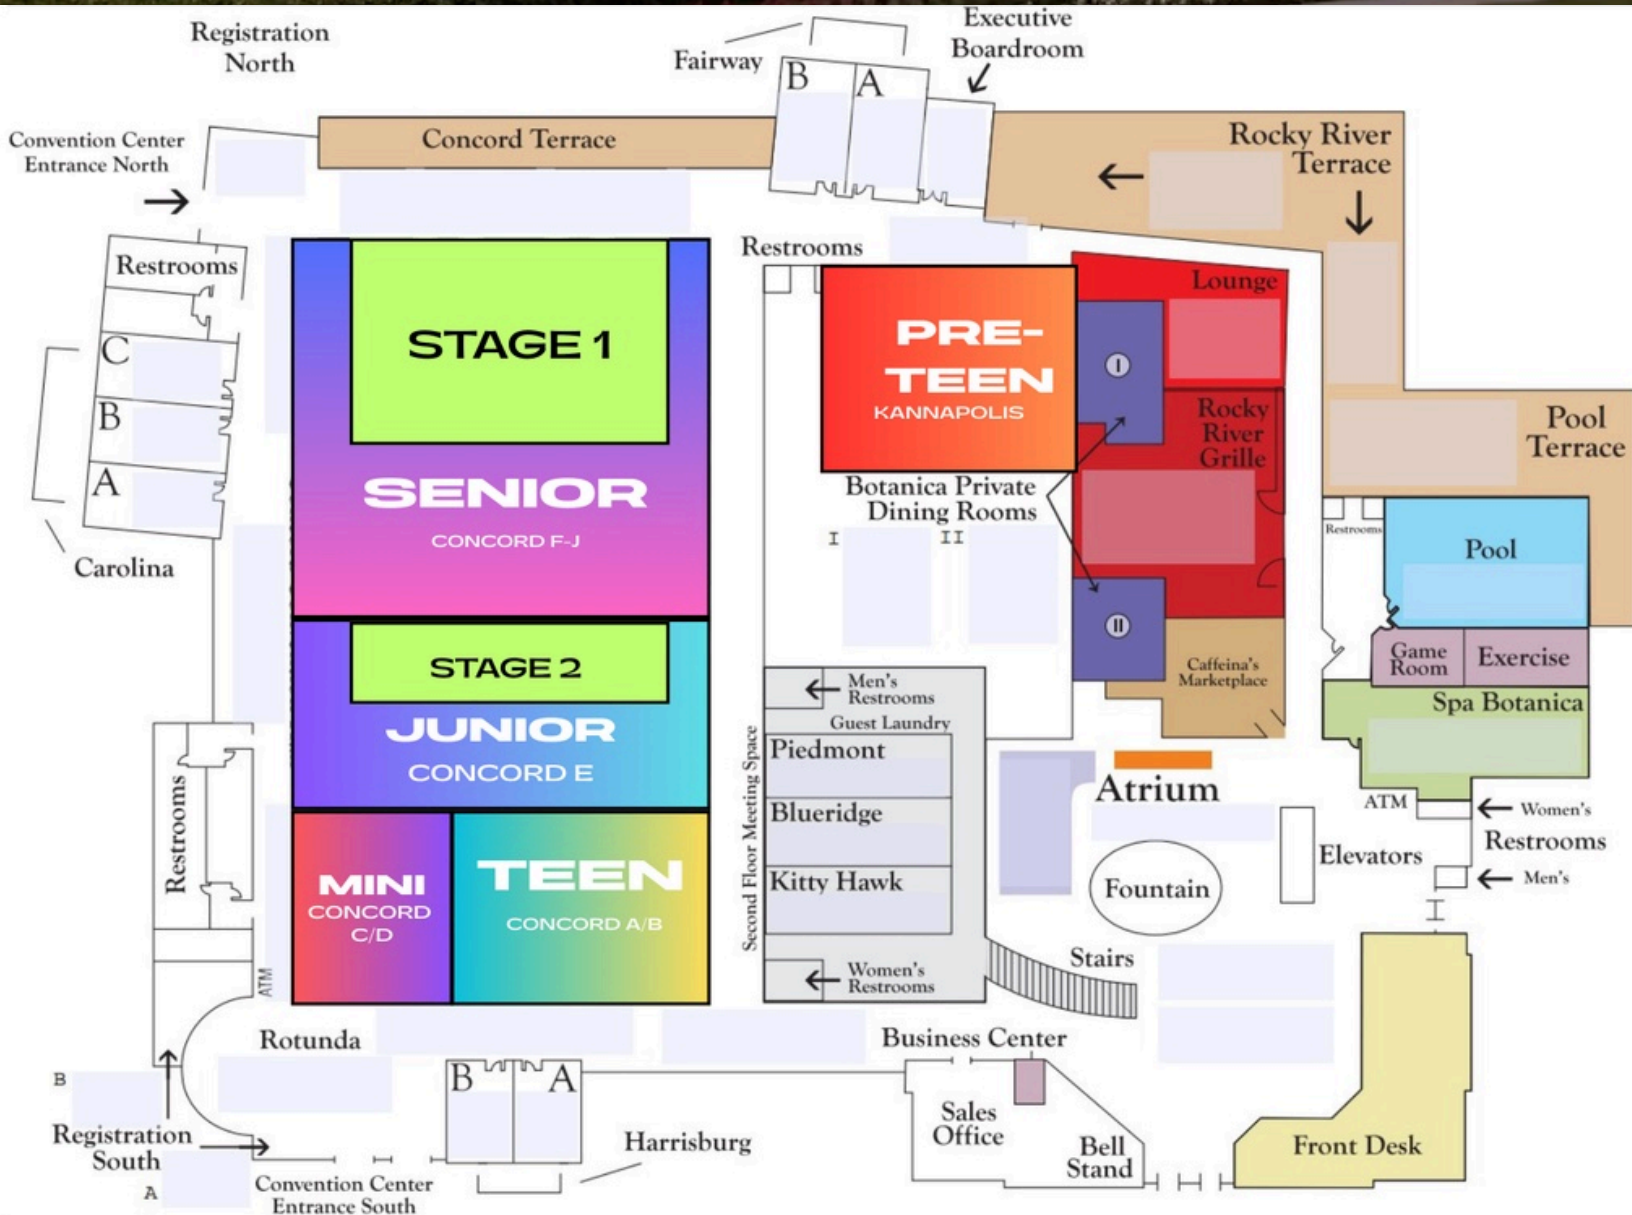 Registration
North
Fairway
Executive
Boardroom
B
A
Convention Center
Entrance North
Concord Terrace
Rocky River
Terrace
Restrooms
C
B
A
Carolina
STAGE 1
SENIOR
CONCORD F-J
Restrooms
PRE-
TEEN
KANNAPOLIS
Lounge
I
Rocky
River
Grille
Pool
Terrace
Botanica Private
Dining Rooms
I
II
Restrooms
Pool
II
Caffeina's
Marketplace
Game
Room
Exercise
Spa Botanica
STAGE 2
JUNIOR
CONCORD E
Men's
Restrooms
Guest Laundry
Piedmont
Blueridge
Kitty Hawk
Second Floor Meeting Space
Women's
Restrooms
Atrium
ATM
Women's
Restrooms
Men's
Elevators
Fountain
Stairs
Restrooms
MINI
CONCORD
C/D
TEEN
CONCORD A/B
ATM
Rotunda
B
A
Harrisburg
Business Center
Sales
Office
Bell
Stand
Front Desk
B
Registration
South
A
Convention Center
Entrance South